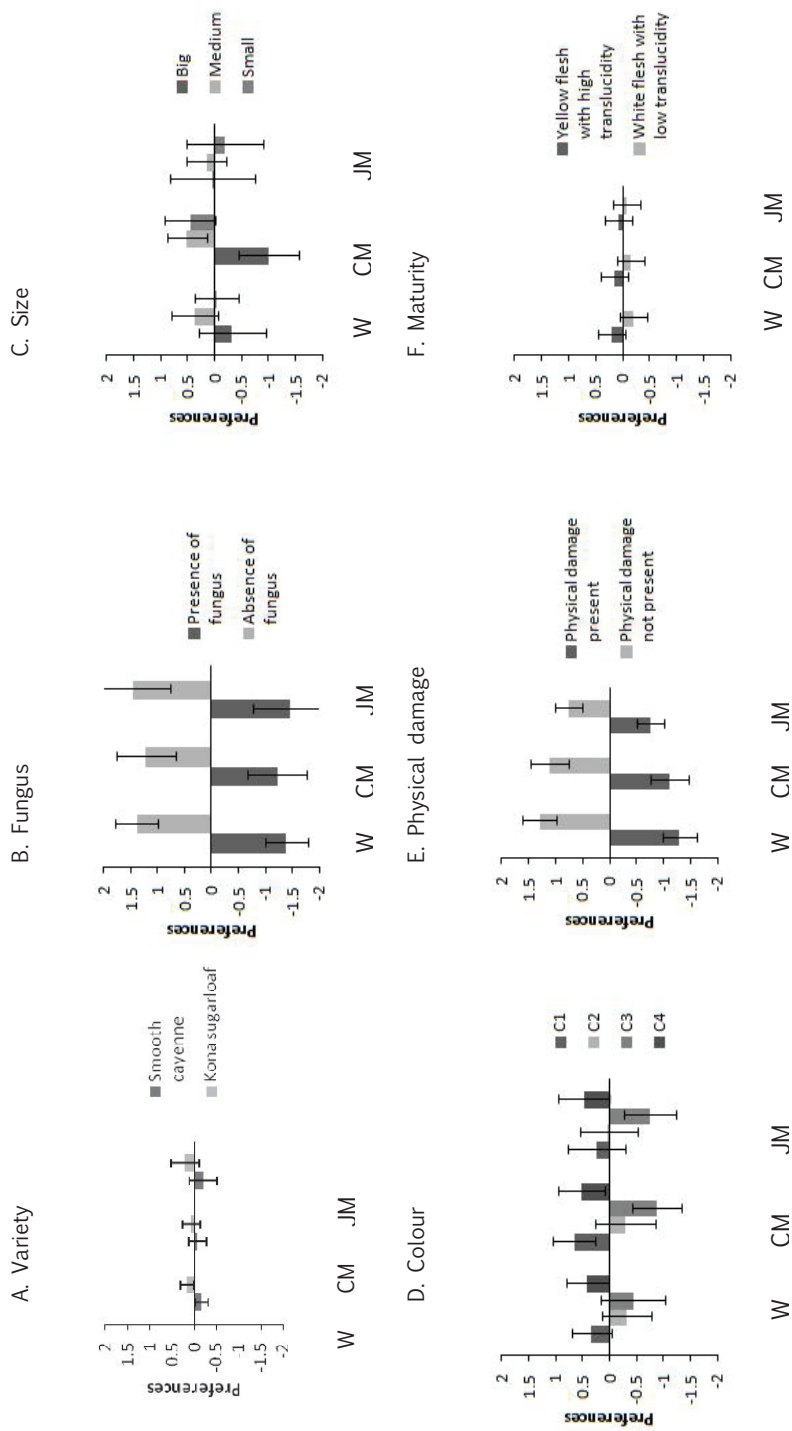 A. Variety
2
1.5
1
0.5
0
-0.5
-1
-1.5
-2
Preferences
W CM JM
Smooth
cayenne
Kona sugarloaf
B. Fungus
2
1.5
1
0.5
0
-0.5
-1
-1.5
-2
Preferences
W CM JM
Presence of
fungus
Absence of
fungus
C. Size
2
1.5
1
0.5
0
-0.5
-1
-1.5
-2
Preferences
W CM JM
Big
Medium
Small
D. Colour
2
1.5
1
0.5
0
-0.5
-1
-1.5
-2
Preferences
W CM JM
C1
C2
C3
C4
E. Physical damage
2
1.5
1
0.5
0
-0.5
-1
-1.5
-2
Preferences
W CM JM
Physical damage
present
Physical damage
not present
F. Maturity
2
1.5
1
0.5
0
-0.5
-1
-1.5
-2
Preferences
W CM JM
Yellow flesh
with high
translucidity
White flesh with
low translucidity